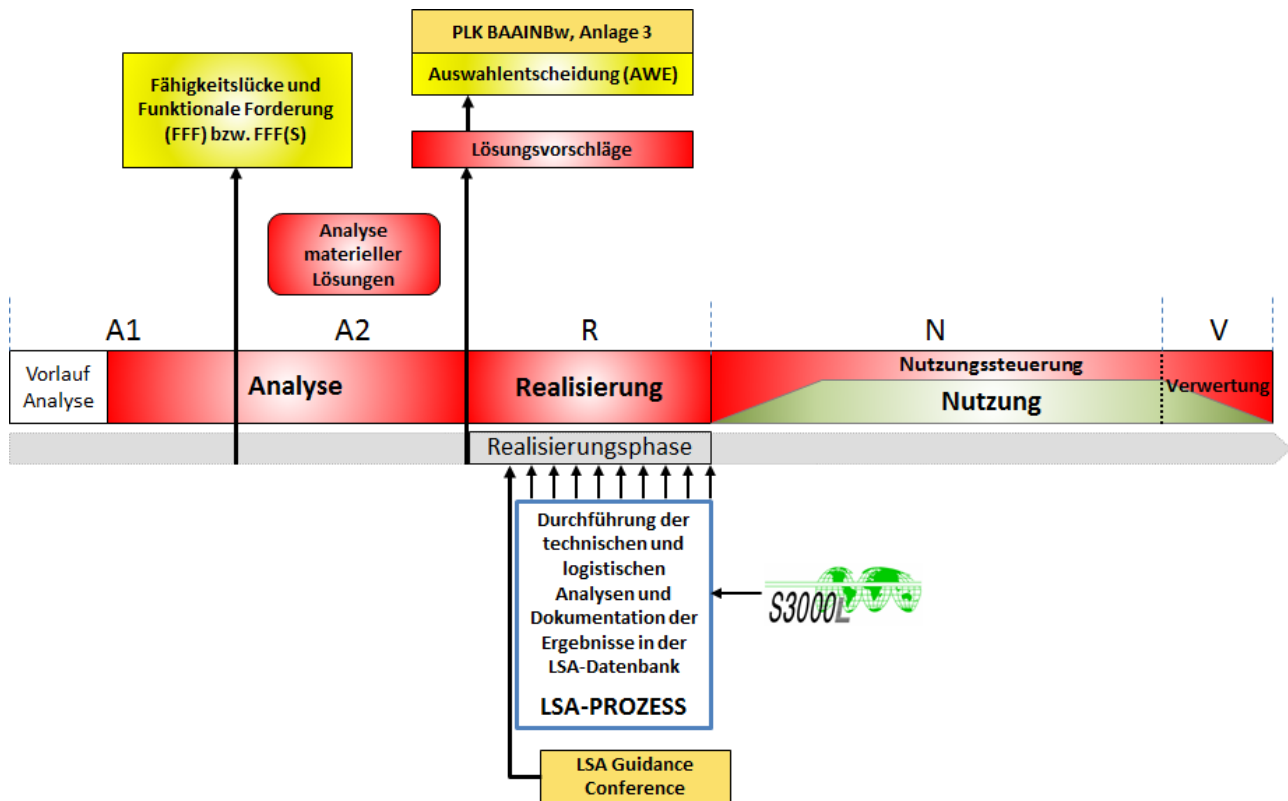 PLK BAAINBw, Anlage 3
Auswahlentscheidung (AWE)
Fähigkeitslücke und
Funktionale Forderung
(FFF) bzw. FFF(S)
Lösungsvorschläge
Analyse
materieller
Lösungen
A1
A2
R
N
V
Vorlauf
Analyse
Analyse
Realisierung
Nutzungssteuerung
Nutzung
Verwertung
Realisierungsphase
Durchführung der
technischen und
logistischen
Analysen und
Dokumentation der
Ergebnisse in der
LSA-Datenbank
LSA-PROZESS
S3000L
LSA Guidance
Conference